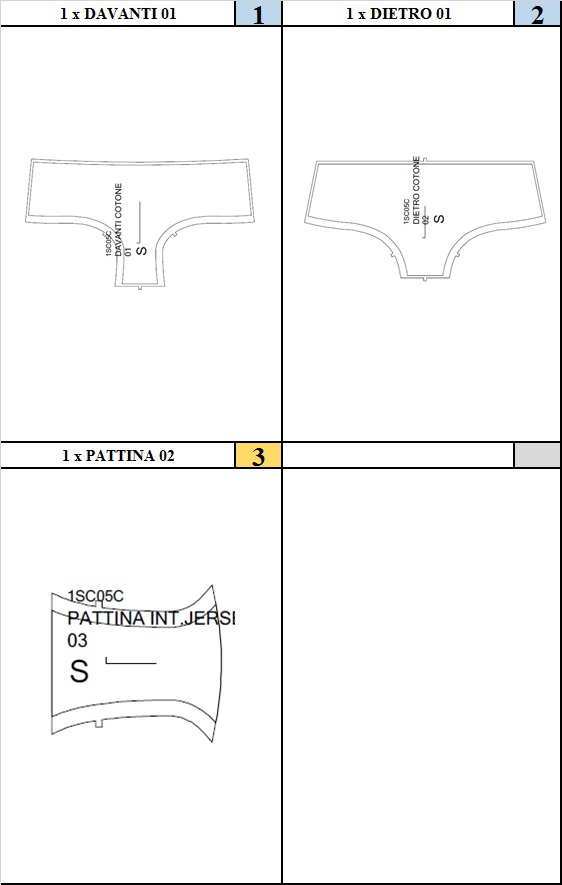 1 x DAVANTI 01
1
1 x DIETRO 01
2
1SC05C
DAVANTI COTONE
01
S
1SC05C
DIETRO COTONE
02
S
1 x PATTINA 02
3
1SC05C
PATTINA INT.JERSE
03
S